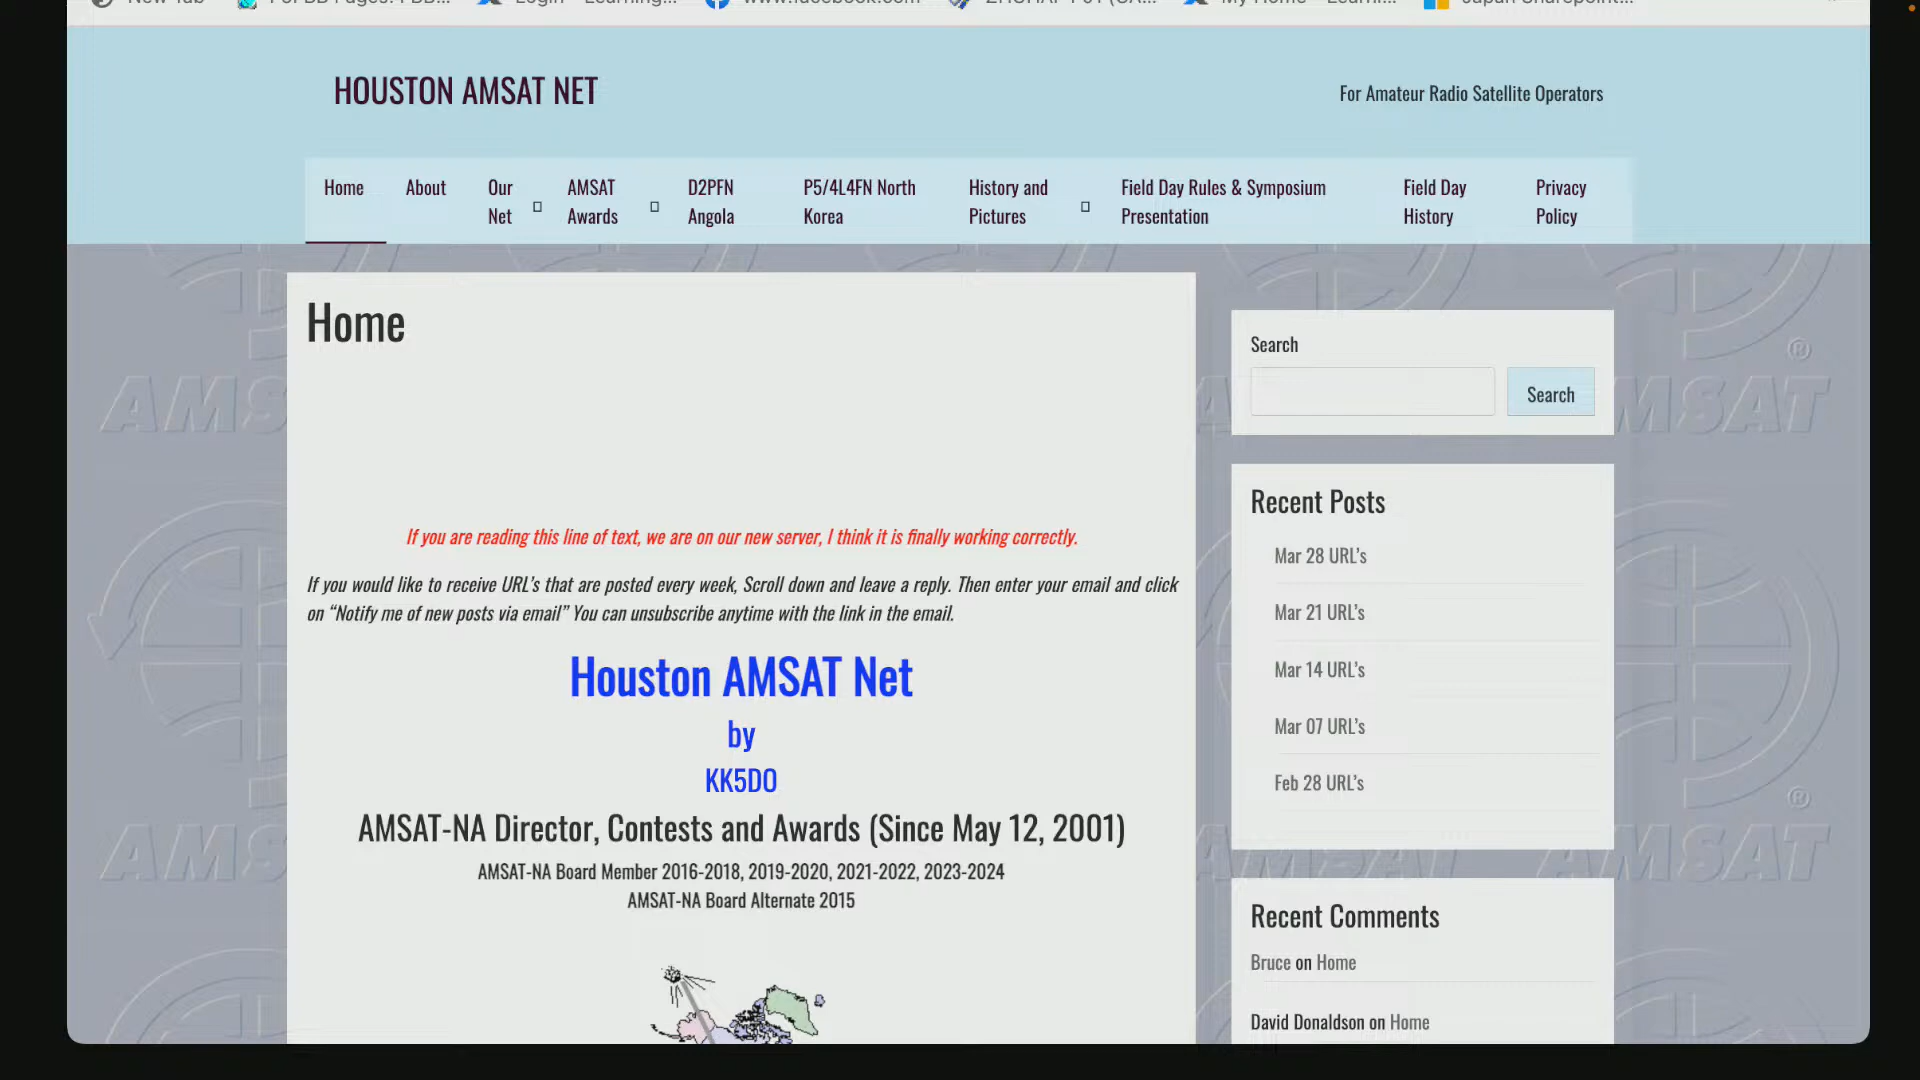 HOUSTON AMSAT NET
For Amateur Radio Satellite Operators
Home
About
Our
Net
AMSAT
Awards
D2PFN
Angola
P5/4L4FN North
Korea
History and
Pictures
Field Day Rules & Symposium
Presentation
Field Day
History
Privacy
Policy
Home
If you are reading this line of text, we are on our new server, I think it is finally working correctly.
If you would like to receive URL's that are posted every week, Scroll down and leave a reply. Then enter your email and click
on “Notify me of new posts via email” You can unsubscribe anytime with the link in the email.
Houston AMSAT Net
by
KK5DO
AMSAT-NA Director, Contests and Awards (Since May 12, 2001)
AMSAT-NA Board Member 2016-2018, 2019-2020, 2021-2022, 2023-2024
AMSAT-NA Board Alternate 2015
Search
Search
Recent Posts
Mar 28 URL’s
Mar 21 URL’s
Mar 14 URL’s
Mar 07 URL’s
Feb 28 URL’s
Recent Comments
Bruce on Home
David Donaldson on Home
AMSAT
AMSAT